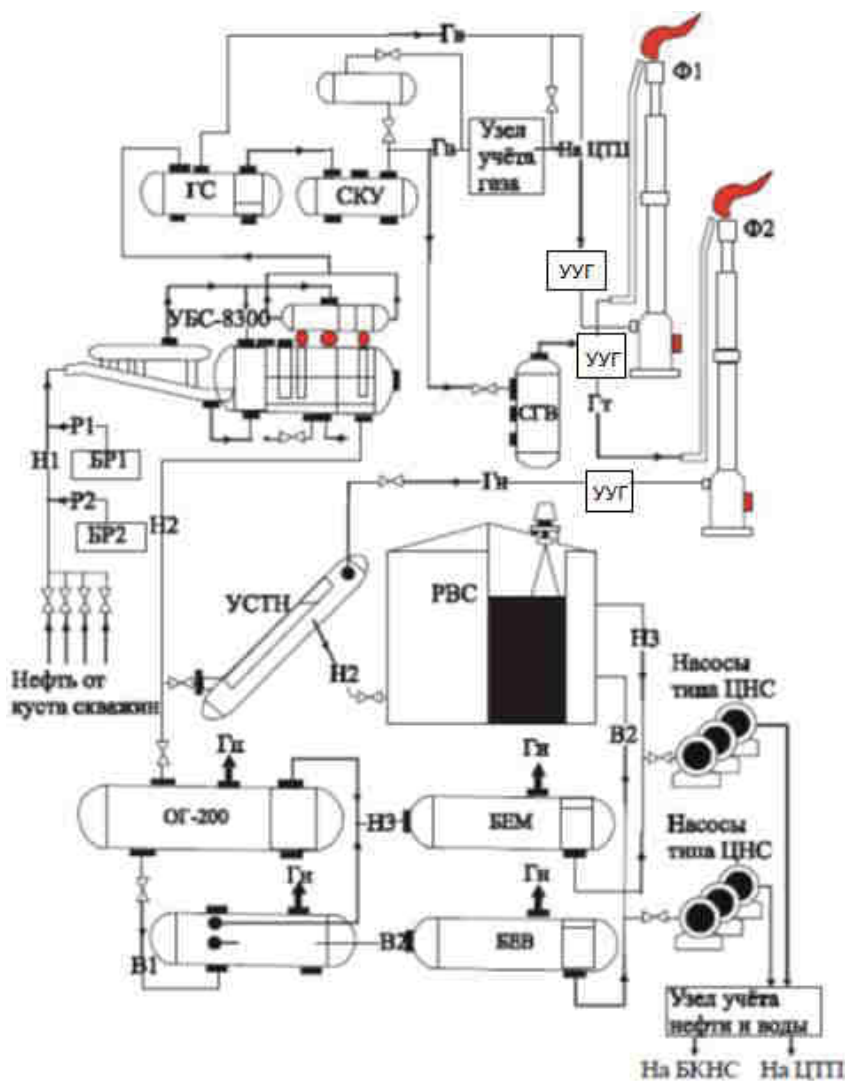 Гв
Ф1
Узел
учёта
газа
Гв
На ЦТП
ГС
СКУ
Ф2
УУГ
УБС-8300
УУГ
СГВ
Гт
Р1
Н1
БР1
Гн
УУГ
Р2
БР2
Н2
УСТН
РВС
Н2
Н3
Нефть от
куста скважин
Насосы
типа ЦНС
В2
Гн
Гн
ОГ-200
Н3
БЕМ
Насосы
типа ЦНС
Гн
Гн
В1
В2
БЕВ
Узел учёта
нефти и воды
На БКНС
На ЦТП